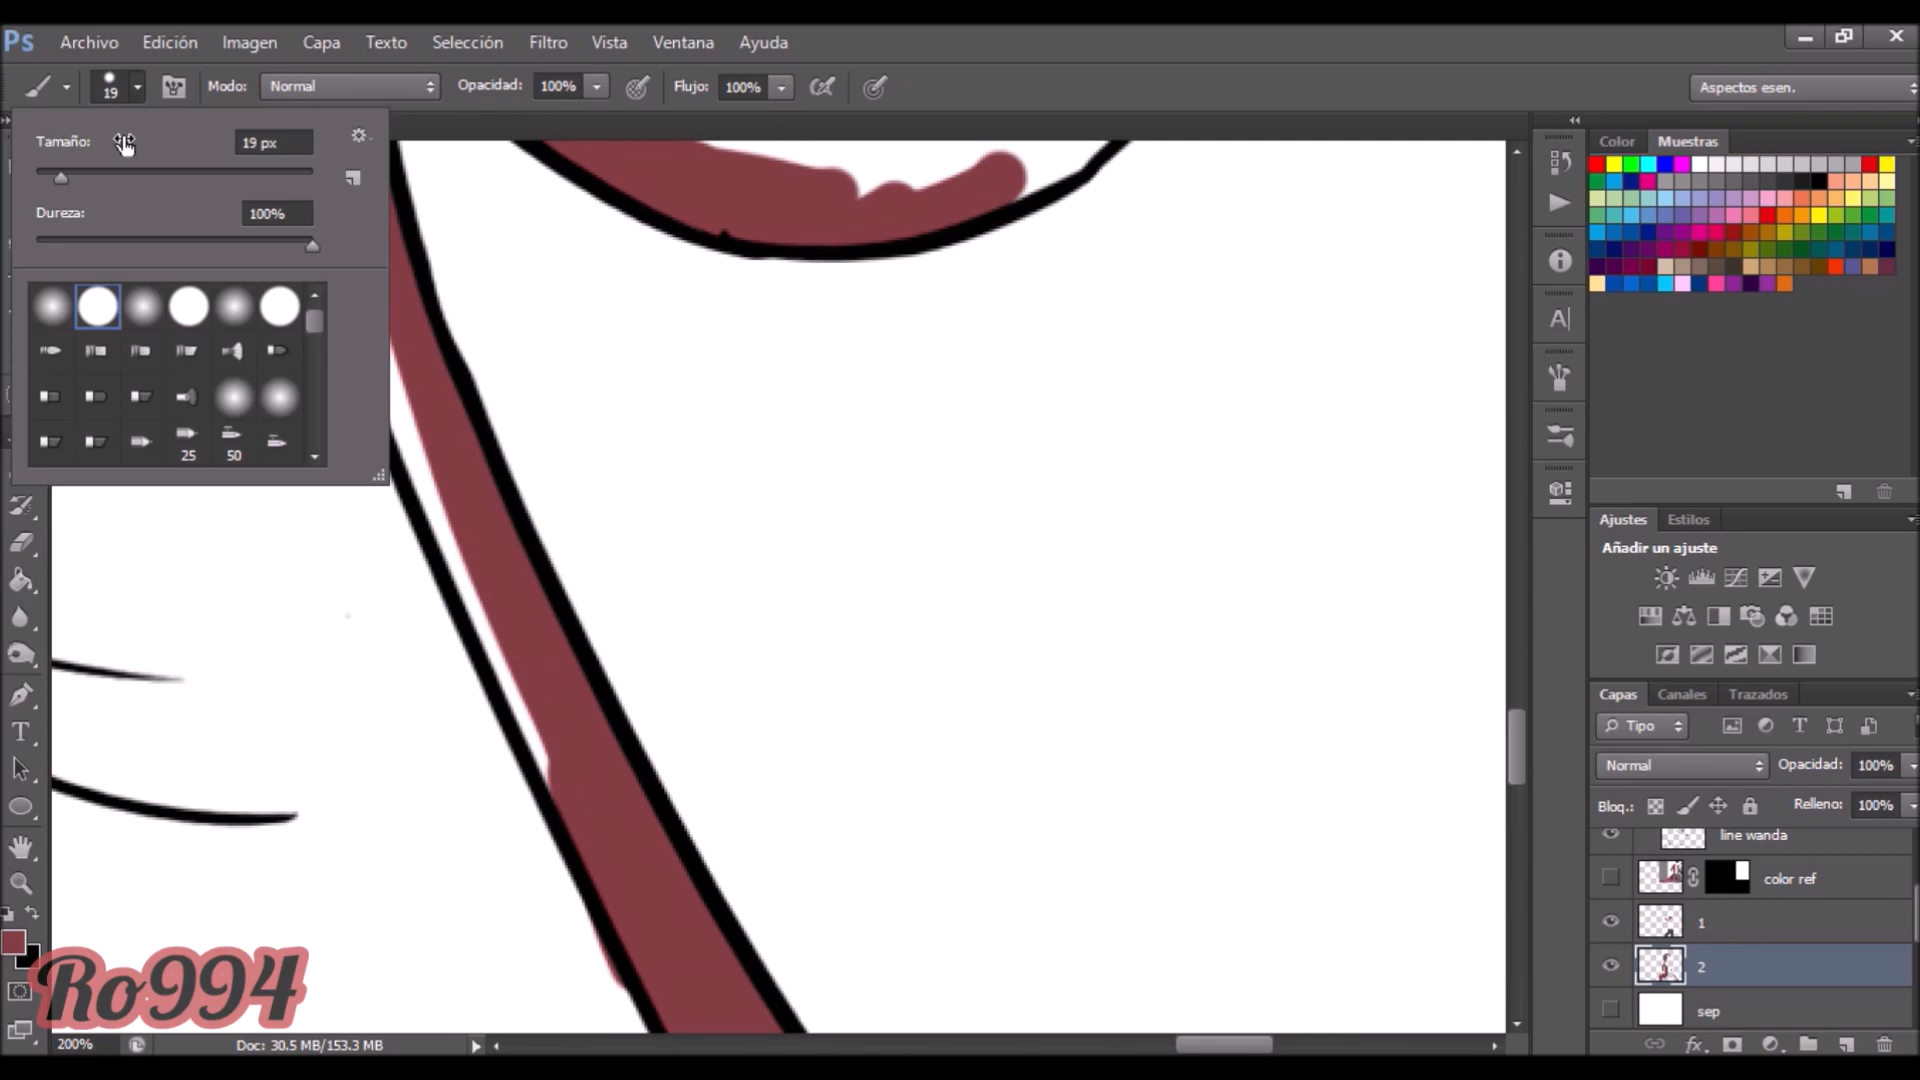 Ps Archivo Edición Imagen Capa Texto Selección Filtro Vista Ventana Ayuda
19 Modo: Normal Opacidad: 100% Flujo: 100% Aspectos esen.
Tamaño: 19 px
Dureza: 100%
25 50
Color Muestras
A|
Ajustes Estilos
Añadir un ajuste
Capas Canales Trazados
Tipo T
Normal Opacidad: 100%
Bloq.: Relleno: 100%
line wanda
color ref
1
2
sep
fx
T
Ro994
200% Doc: 30.5 MB/153.3 MB